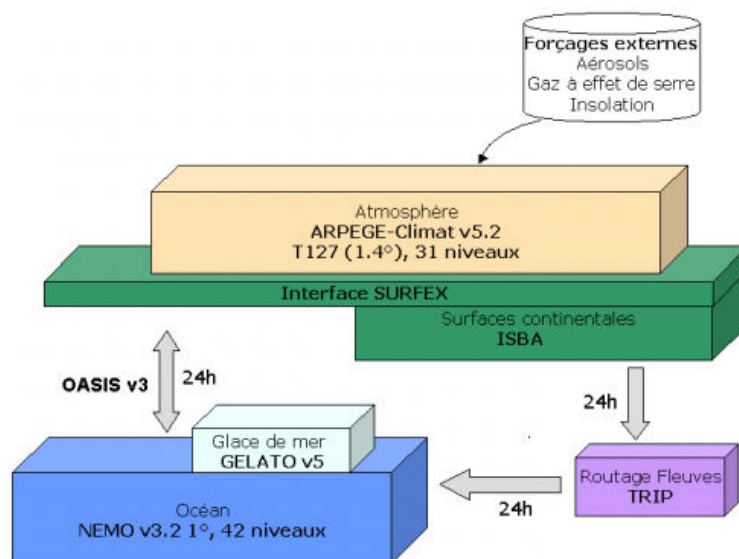 Forçages externes
Aérosols
Gaz à effet de serre
Insolation
Atmosphère
ARPEGE-Climat v5.2
T127 (1.4°), 31 niveaux
Interface SURFEX
Surfaces continentales
ISBA
OASIS v3
24h
24h
Glace de mer
GELATO v5
Routage Fleuves
TRIP
24h
Océan
NEMO v3.2 1°, 42 niveaux